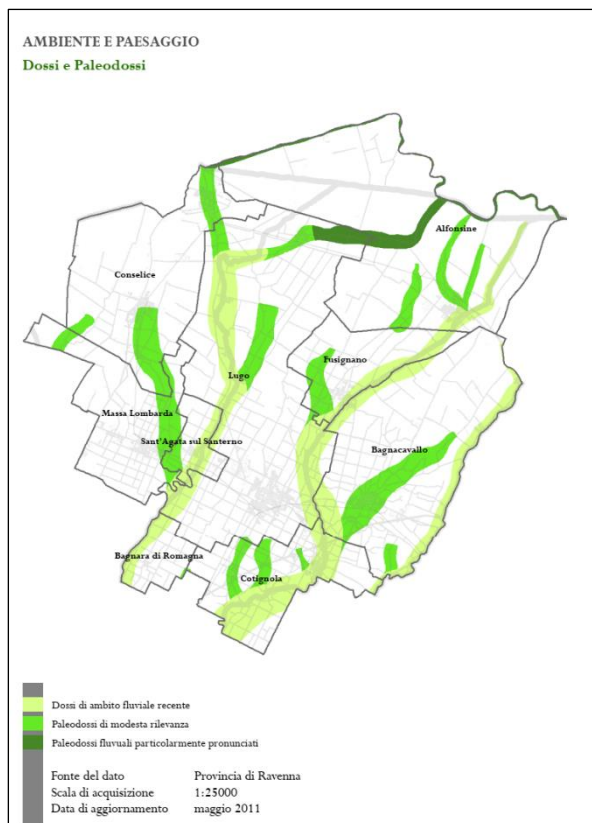 AMBIENTE E PAESAGGIO
Dossi e Paleodossi
Alfonsine
Conselice
Fusignano
Lugo
Massa Lombarda
Sant'Agata sul Santerno
Bagnacavallo
Bagnara di Romagna
Cotignola
Dossi di ambito fluviale recente
Paleodossi di modesta rilevanza
Paleodossi fluvuali particolarmente pronunciati
Fonte del dato Provincia di Ravenna
Scala di acquisizione 1:25000
Data di aggiornamento maggio 2011